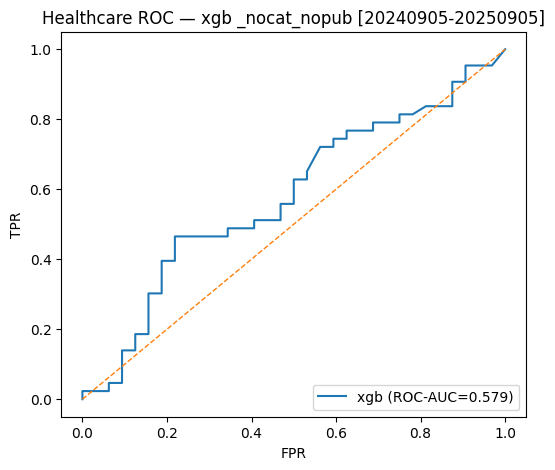 Healthcare ROC — xgb _nocat_nopub [20240905-20250905]
1.0
0.8
0.6
0.4
0.2
0.0
TPR
xgb (ROC-AUC=0.579)
0.0 0.2 0.4 0.6 0.8 1.0
FPR